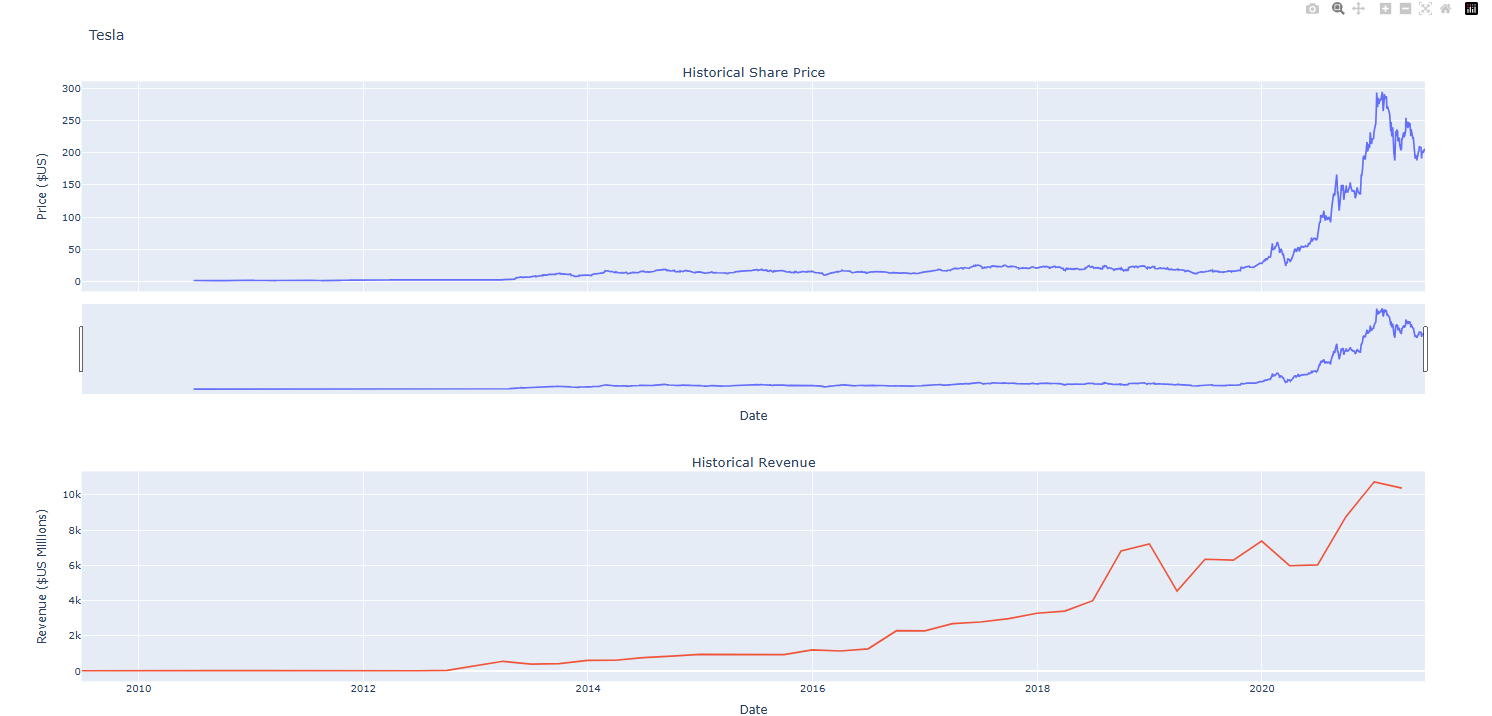 Tesla
Historical Share Price
300
250
200
150
100
50
0
Price ($US)
Date
Historical Revenue
10k
8k
6k
4k
2k
0
Revenue ($US Millions)
2010 2012 2014 2016 2018 2020
Date